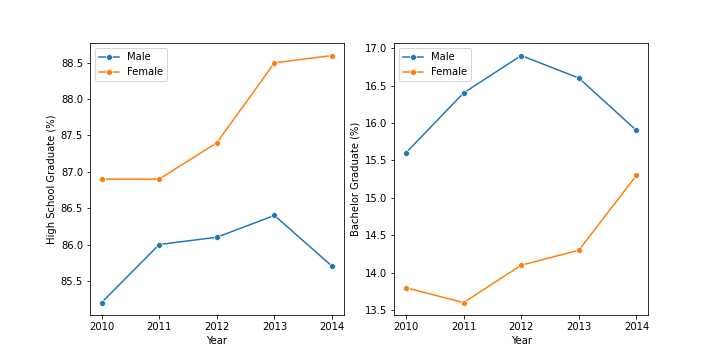 Male
Female
88.5
88.0
87.5
87.0
86.5
86.0
85.5
High School Graduate (%)
2010 2011 2012 2013 2014
Year
Male
Female
17.0
16.5
16.0
15.5
15.0
14.5
14.0
13.5
Bachelor Graduate (%)
2010 2011 2012 2013 2014
Year